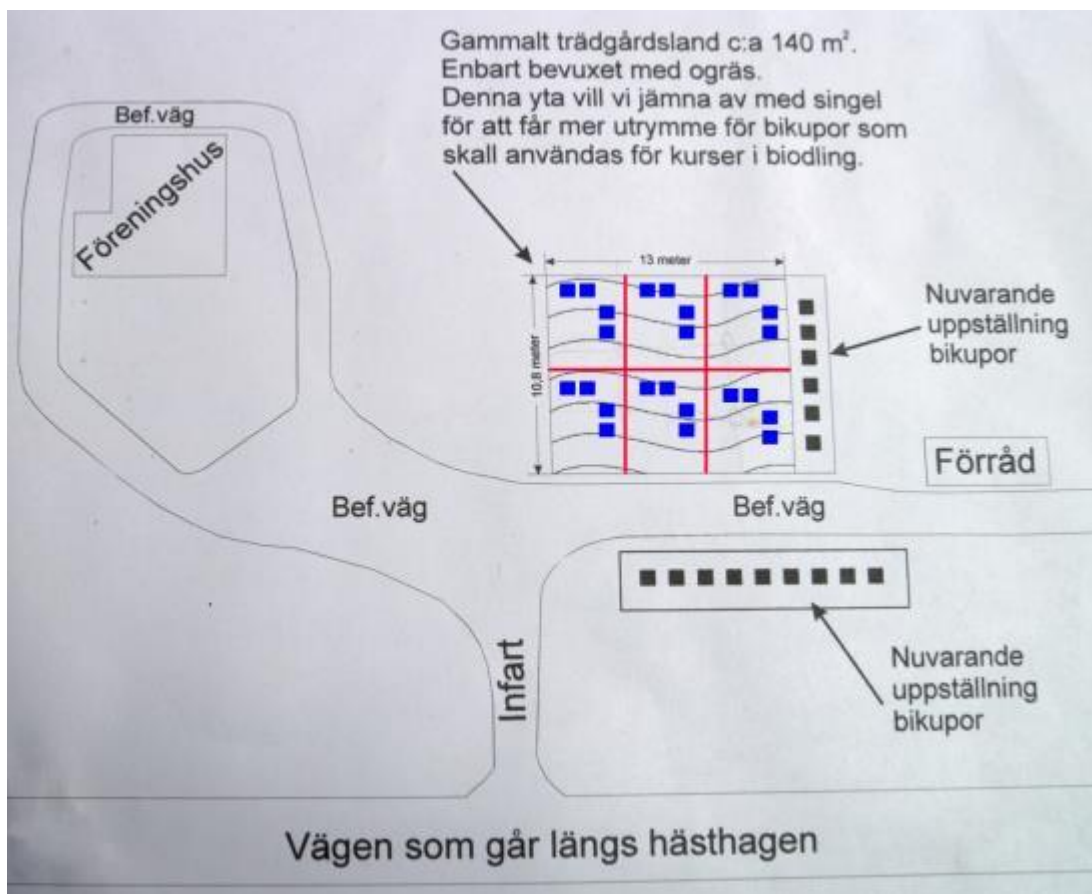 Gammalt trädgårdsland c:a 140 m².
Enbart bevuxet med ogräs.
Denna yta vill vi jämna av med singel
för att får mer utrymme för bikupor som
skall användas för kurser i biodling.
Bef.väg
Föreningshus
13 meter
10,8 meter
Nuvarande
uppställning
bikupor
Förråd
Bef.väg
Bef.väg
Infart
Nuvarande
uppställning
bikupor
Vägen som går längs hästhagen